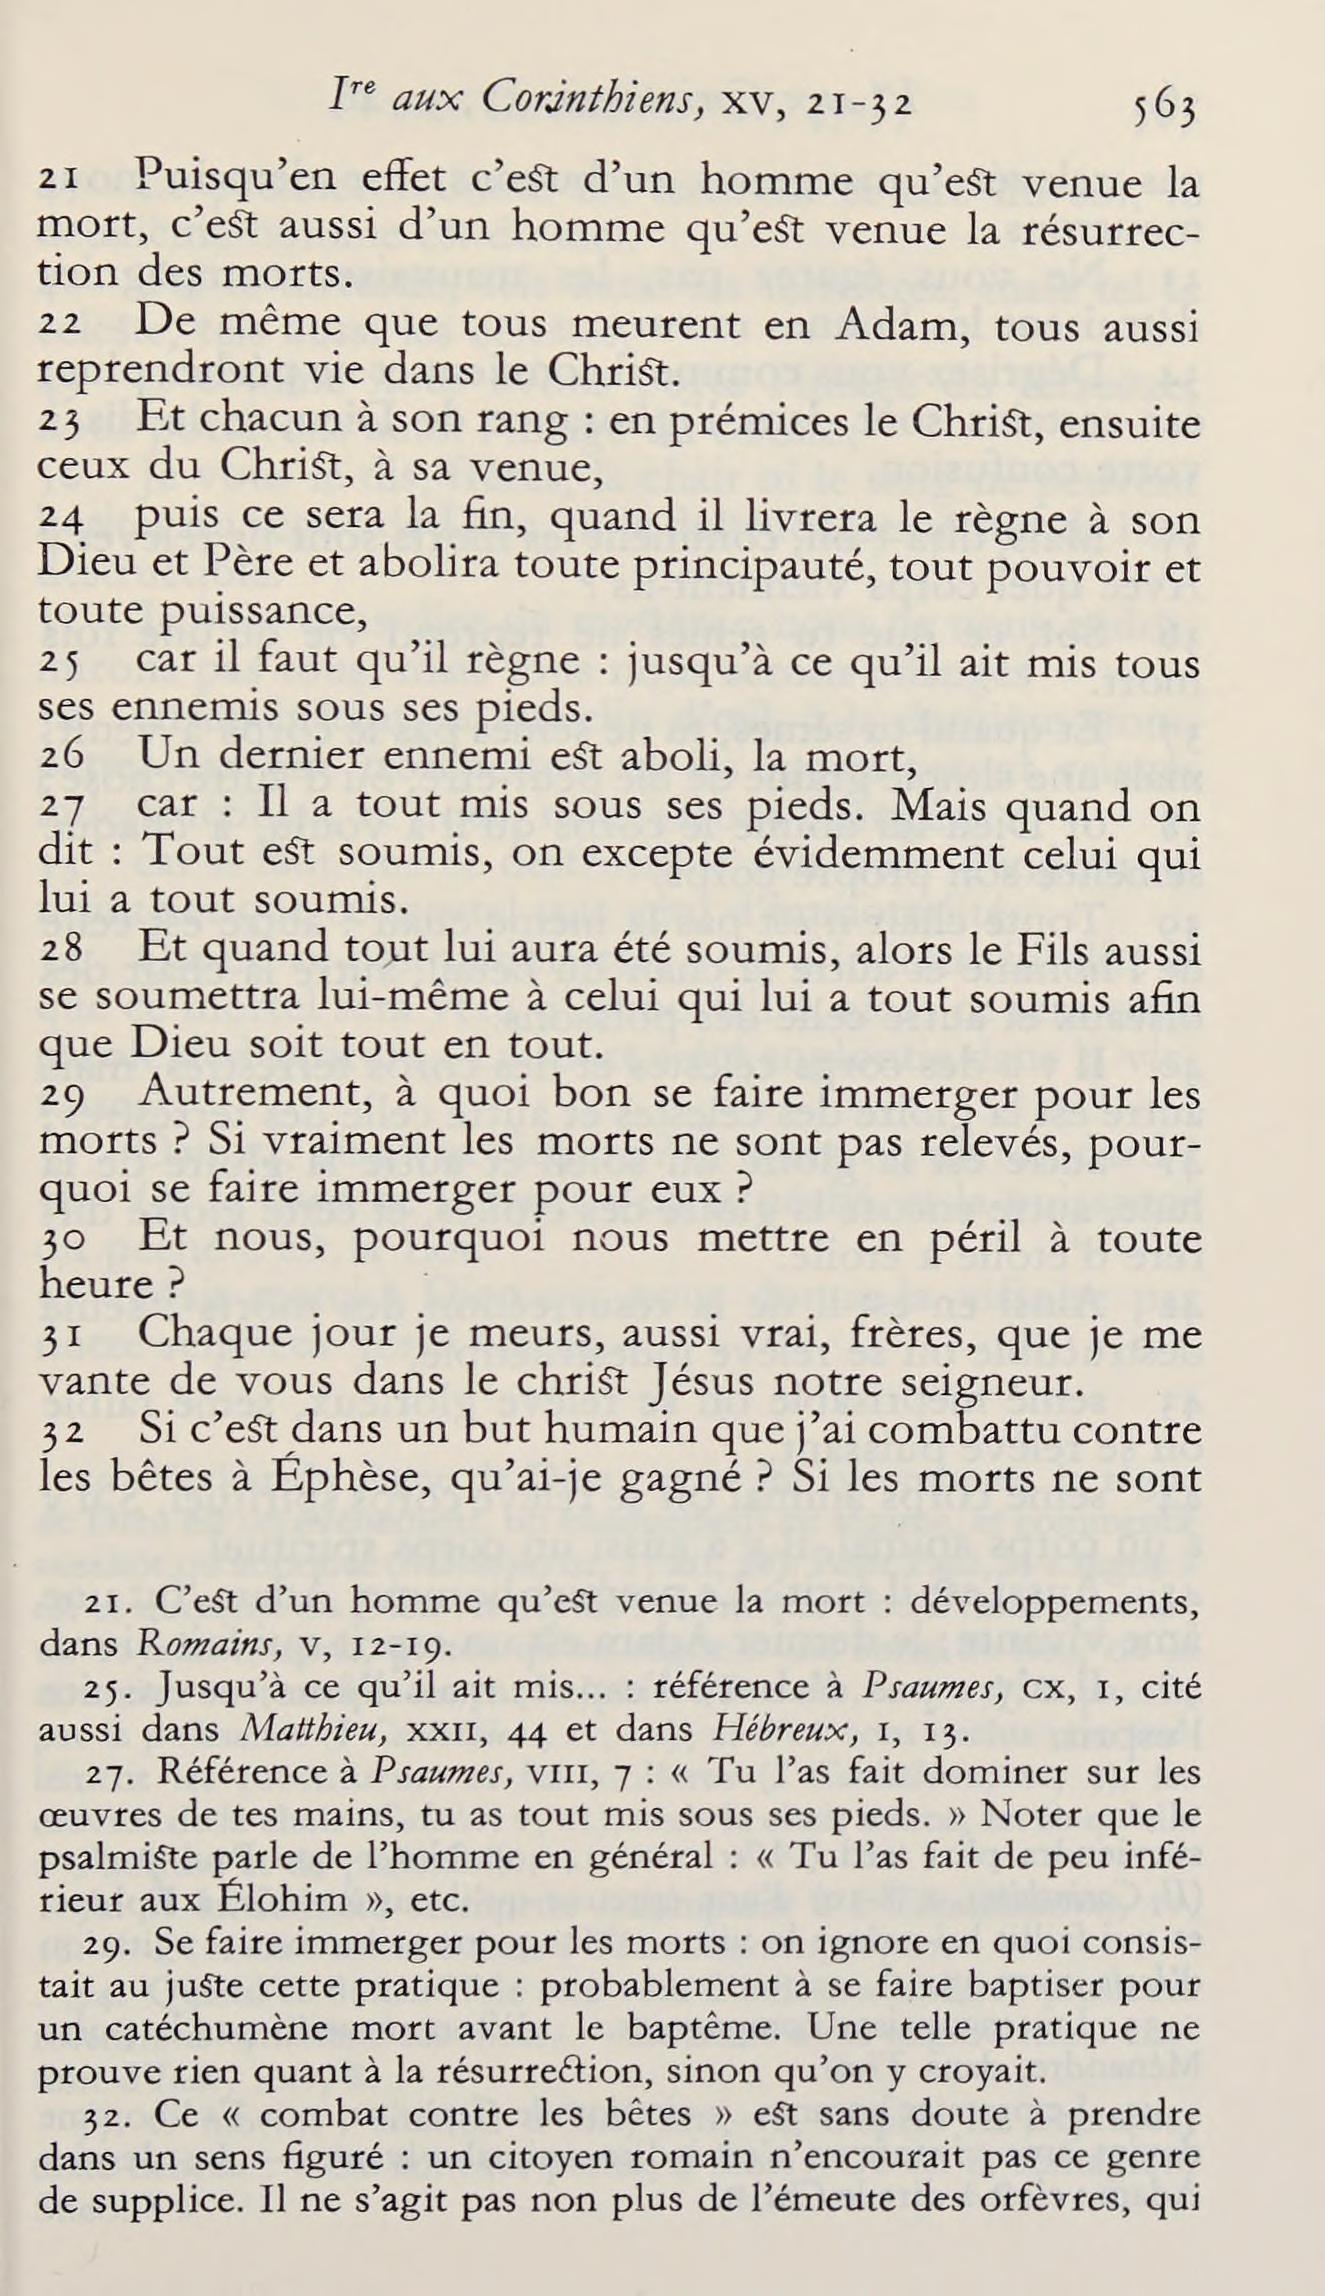 Ire aux Corinthiens, XV, 21-32 563
21 Puisqu'en effet c'est d'un homme qu'est venue la
mort, c'est aussi d'un homme qu'est venue la résurrec-
tion des morts.
22 De même que tous meurent en Adam, tous aussi
reprendront vie dans le Christ.
23 Et chacun à son rang : en prémices le Christ, ensuite
ceux du Christ, à sa venue,
24 puis ce sera la fin, quand il livrera le règne à son
Dieu et Père et abolira toute principauté, tout pouvoir et
toute puissance,
25 car il faut qu'il règne : jusqu'à ce qu'il ait mis tous
ses ennemis sous ses pieds.
26 Un dernier ennemi est aboli, la mort,
27 car : Il a tout mis sous ses pieds. Mais quand on
dit : Tout est soumis, on excepte évidemment celui qui
lui a tout soumis.
28 Et quand tout lui aura été soumis, alors le Fils aussi
se soumettra lui-même à celui qui lui a tout soumis afin
que Dieu soit tout en tout.
29 Autrement, à quoi bon se faire immerger pour les
morts ? Si vraiment les morts ne sont pas relevés, pour-
quoi se faire immerger pour eux ?
30 Et nous, pourquoi nous mettre en péril à toute
heure ?
31 Chaque jour je meurs, aussi vrai, frères, que je me
vante de vous dans le christ Jésus notre seigneur.
32 Si c'est dans un but humain que j'ai combattu contre
les bêtes à Éphèse, qu'ai-je gagné ? Si les morts ne sont
21. C'est d'un homme qu'est venue la mort : développements,
dans Romains, V, 12-19.
25. Jusqu'à ce qu'il ait mis... : référence à Psaumes, CX, 1, cité
aussi dans Matthieu, XXII, 44 et dans Hébreux, I, 13.
27. Référence à Psaumes, VIII, 7 : « Tu l'as fait dominer sur les
œuvres de tes mains, tu as tout mis sous ses pieds. » Noter que le
psalmiste parle de l'homme en général : « Tu l'as fait de peu infé-
rieur aux Élohim », etc.
29. Se faire immerger pour les morts : on ignore en quoi consis-
tait au juste cette pratique : probablement à se faire baptiser pour
un catéchumène mort avant le baptême. Une telle pratique ne
prouve rien quant à la résurrection, sinon qu'on y croyait.
32. Ce « combat contre les bêtes » est sans doute à prendre
dans un sens figuré : un citoyen romain n'encourait pas ce genre
de supplice. Il ne s'agit pas non plus de l'émeute des orfèvres, qui